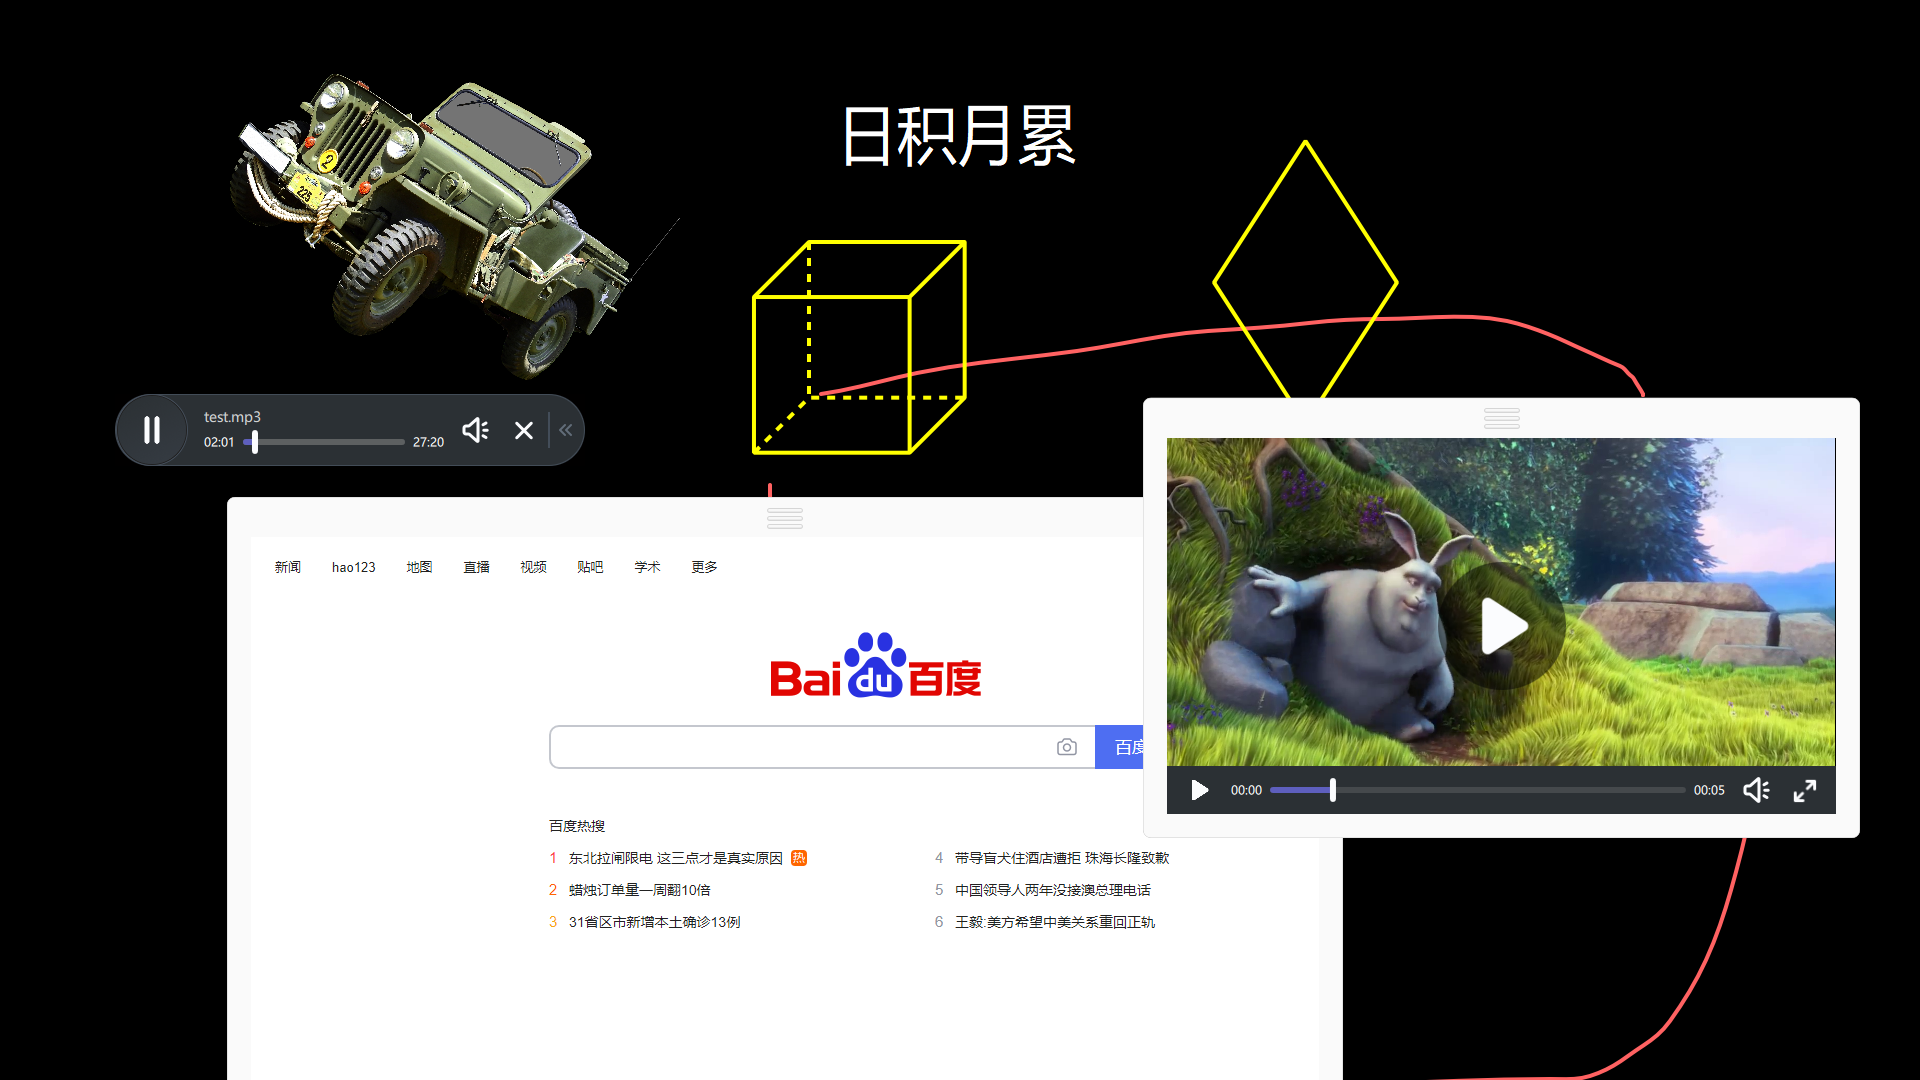 日积月累
2
225
test.mp3
02:01 27:20
新闻 hao123 地图 直播 视频 贴吧 学术 更多
Bai du 百度
百度
00:00 00:05
百度热搜
1 东北拉闸限电 这三点才是真实原因 热
2 蜡烛订单量一周翻10倍
3 31省区市新增本土确诊13例
4 带导盲犬住酒店遭拒 珠海长隆致歉
5 中国领导人两年没接澳总理电话
6 王毅:美方希望中美关系重回正轨